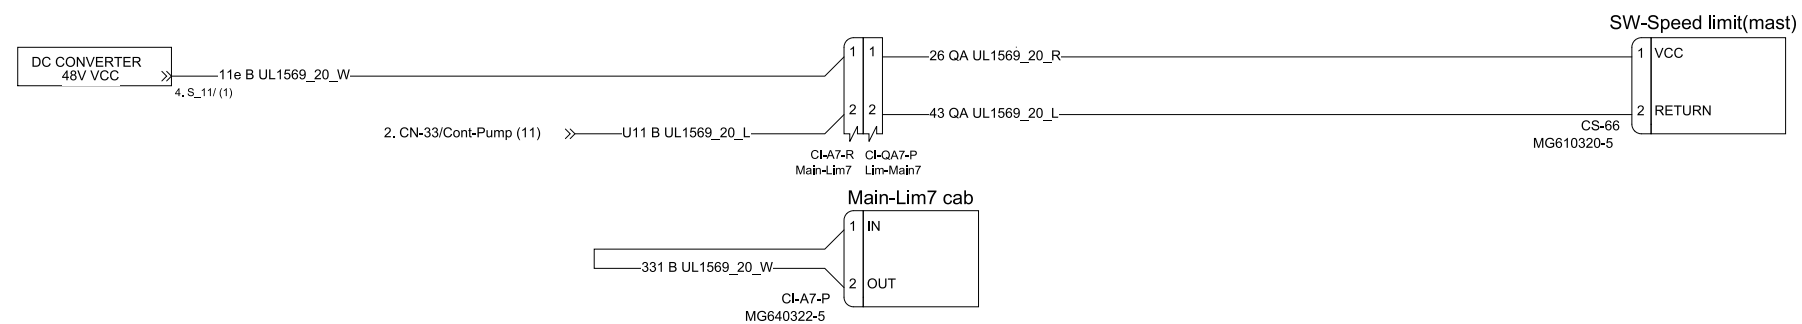 SW-Speed limit(mast)
DC CONVERTER
48V VCC
11e B UL1569_20_W
4. S_11/ (1)
1 1
26 QA UL1569_20_R
1 VCC
2. CN-33/Cont-Pump (11)
U11 B UL1569_20_L
2 2
43 QA UL1569_20_L
2 RETURN
CS-66
MG610320-5
CI-A7-R CI-QA7-P
Main-Lim7 Lim-Main7
Main-Lim7 cab
1 IN
331 B UL1569_20_W
2 OUT
CI-A7-P
MG640322-5